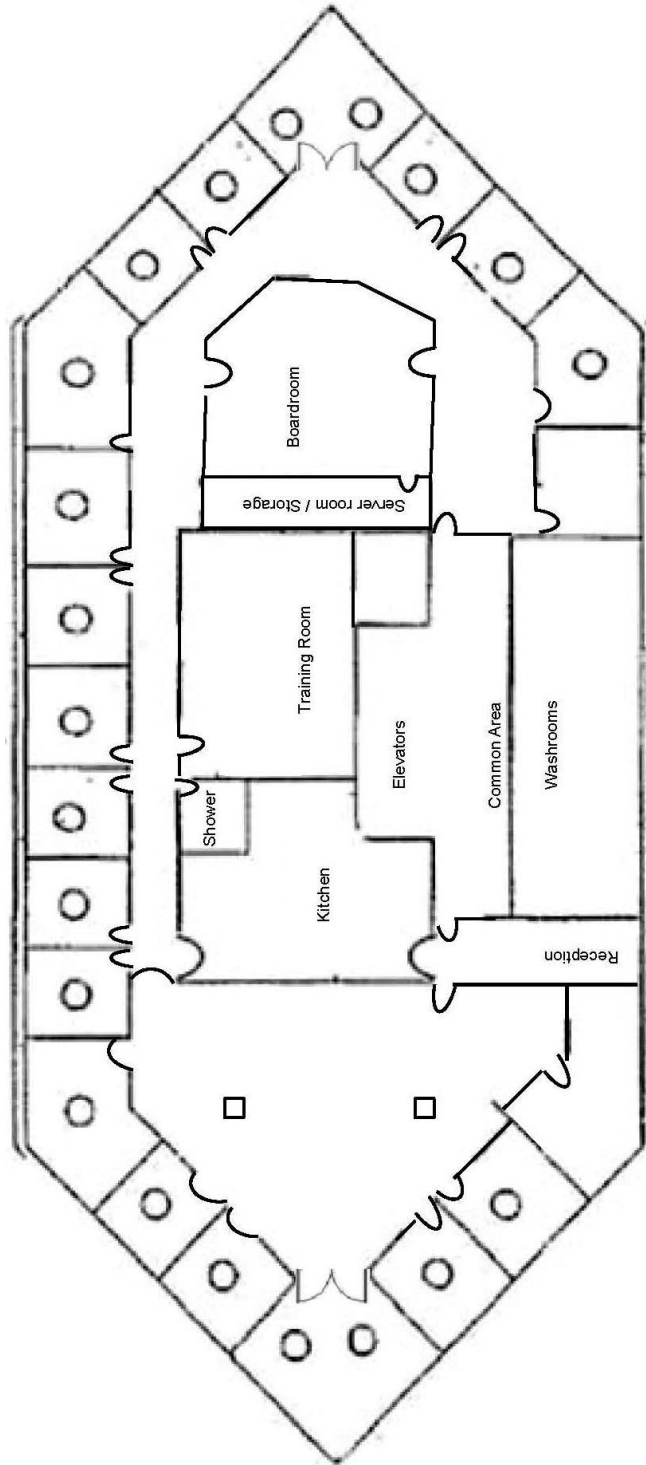 Boardroom
Server room / Storage
Training Room
Elevators
Common Area
Washrooms
Shower
Kitchen
Reception